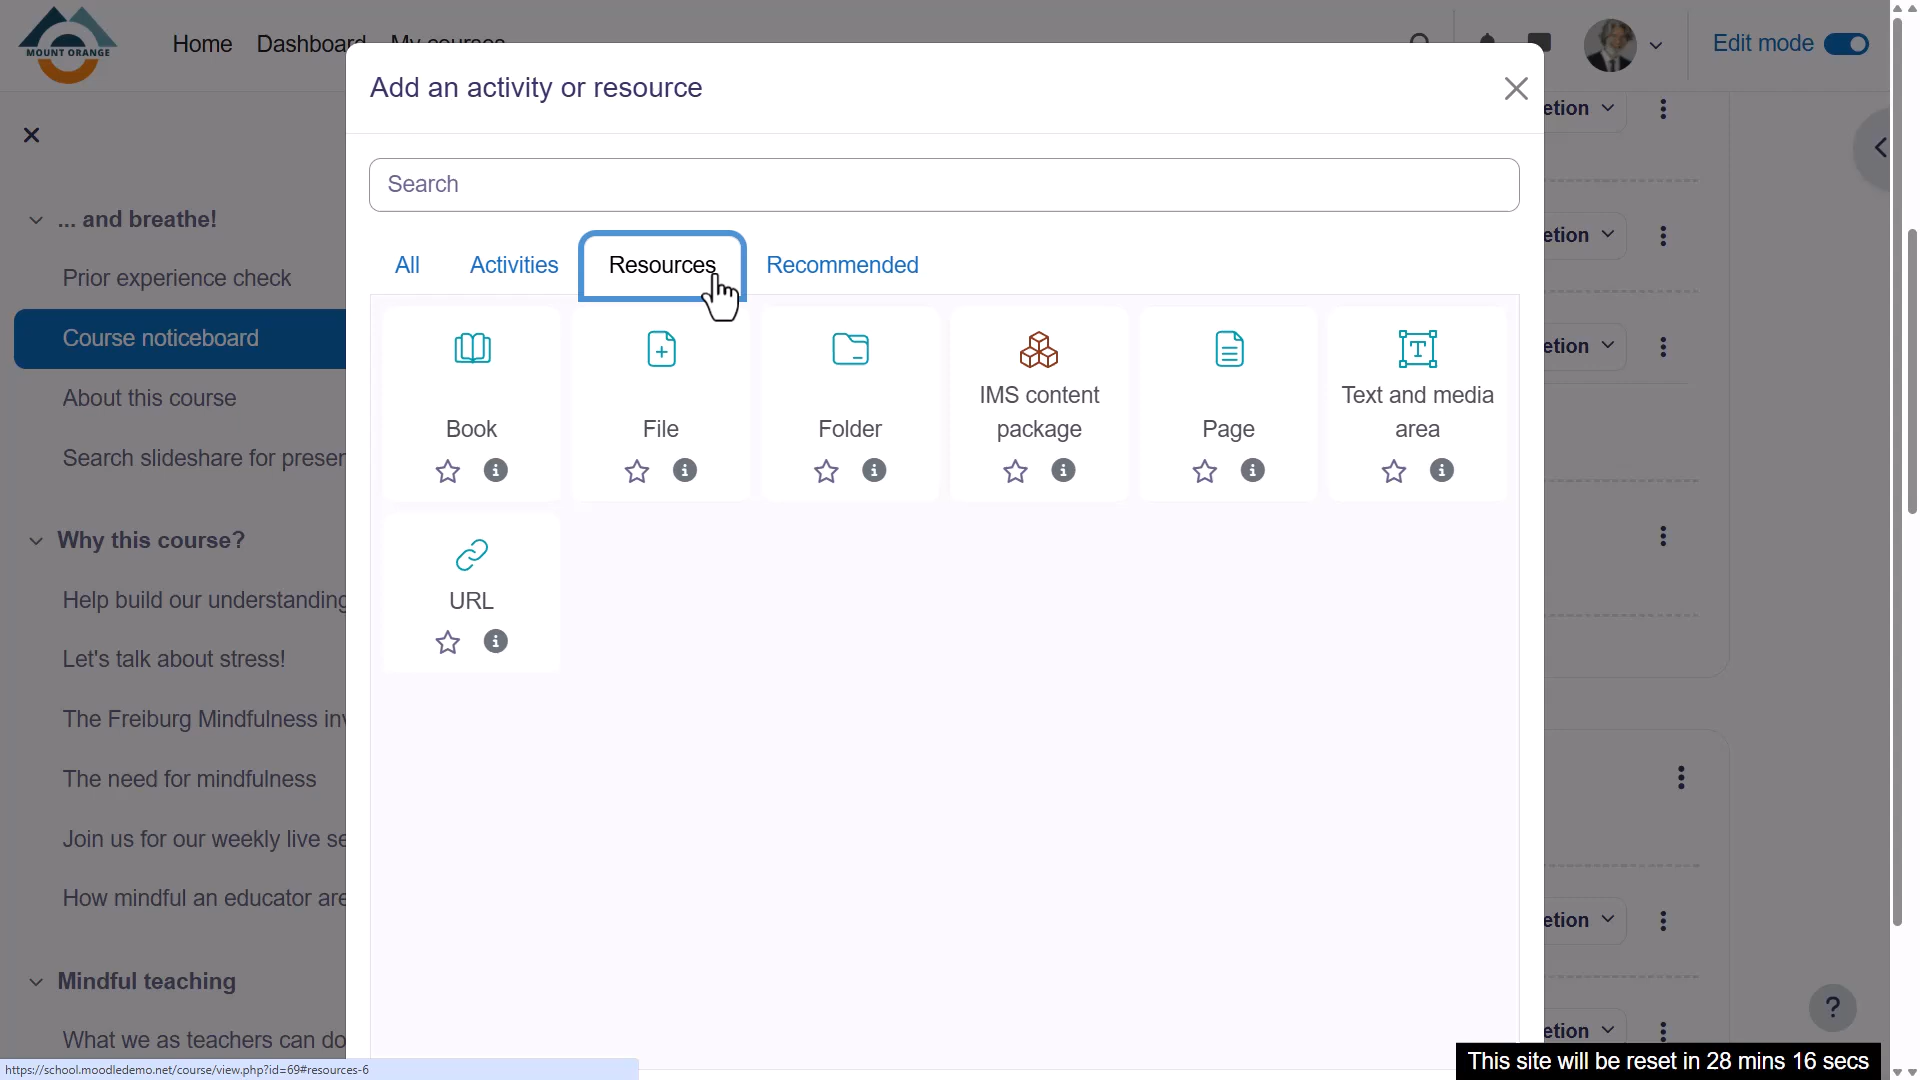 MOUNT ORANGE
Home Dashboard My courses
Edit mode
Add an activity or resource
Search
All Activities Resources Recommended
Book
File
Folder
IMS content
package
Page
Text and media
area
URL
... and breathe!
Prior experience check
Course noticeboard
About this course
Search slideshare for presen
Why this course?
Help build our understanding
Let's talk about stress!
The Freiburg Mindfulness inv
The need for mindfulness
Join us for our weekly live se
How mindful an educator are
Mindful teaching
What we as teachers can do
etion
etion
etion
etion
etion
?
https://school.moodledemo.net/course/view.php?id=69#resources-6
This site will be reset in 28 mins 16 secs